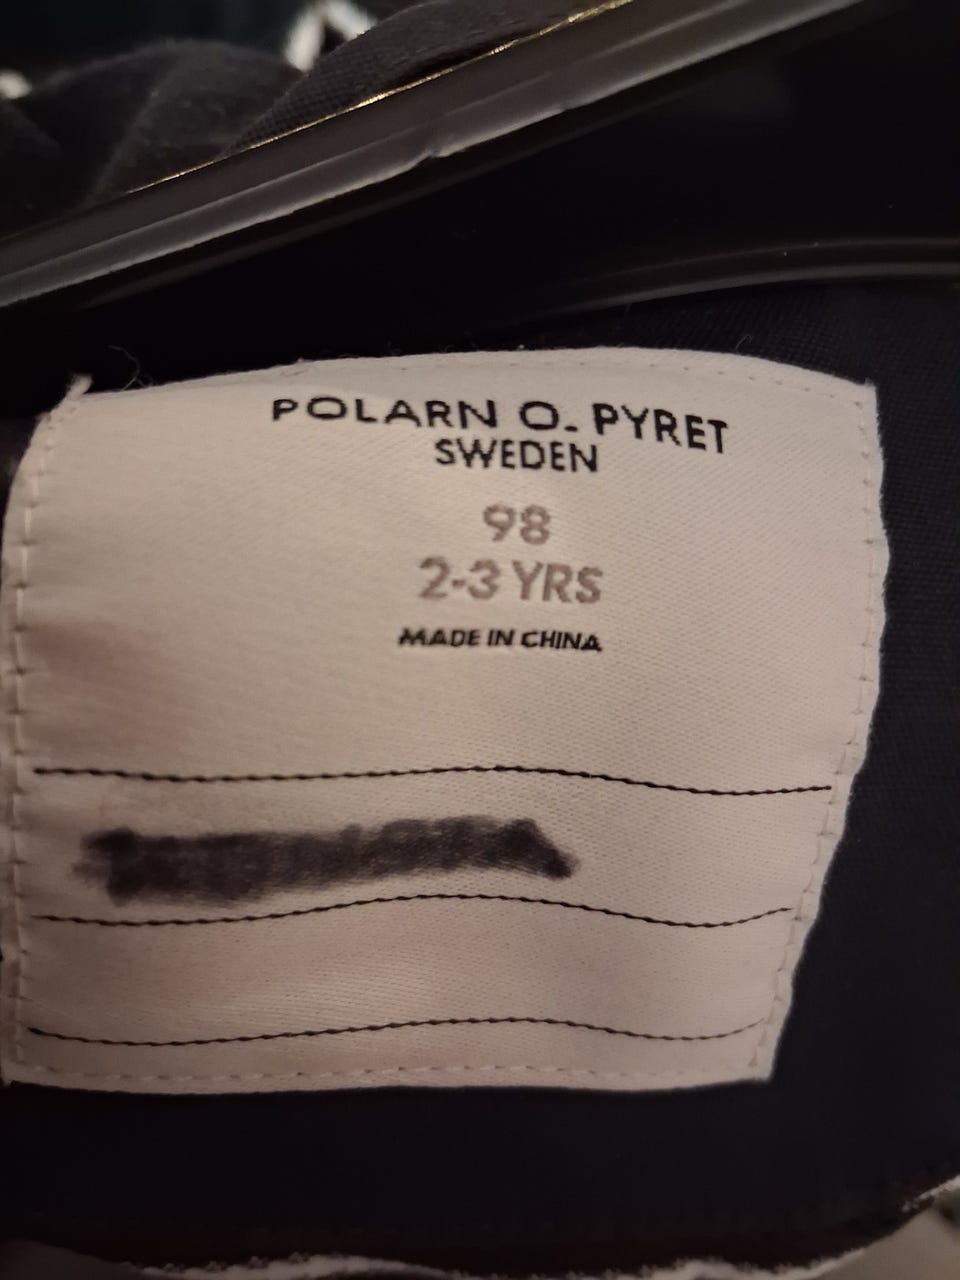 POLARN O. PYRET
SWEDEN
98
2-3 YRS
MADE IN CHINA